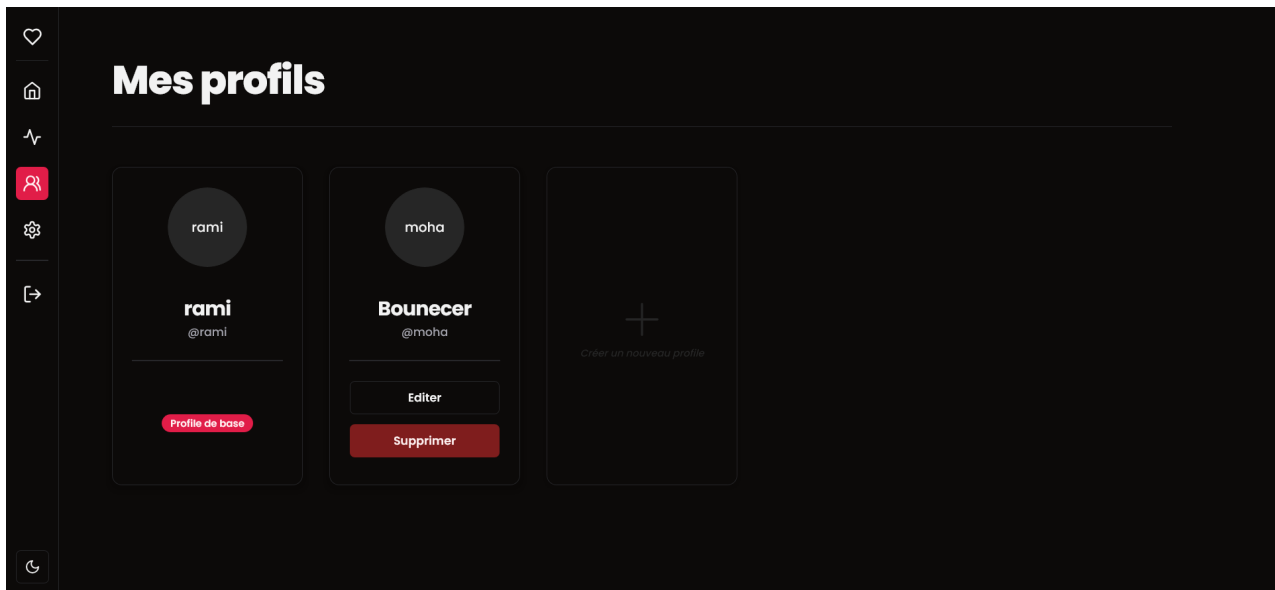 Mes profils
rami
rami
@rami
Profile de base
moha
Bounecer
@moha
Editer
Supprimer
Créer un nouveau profile